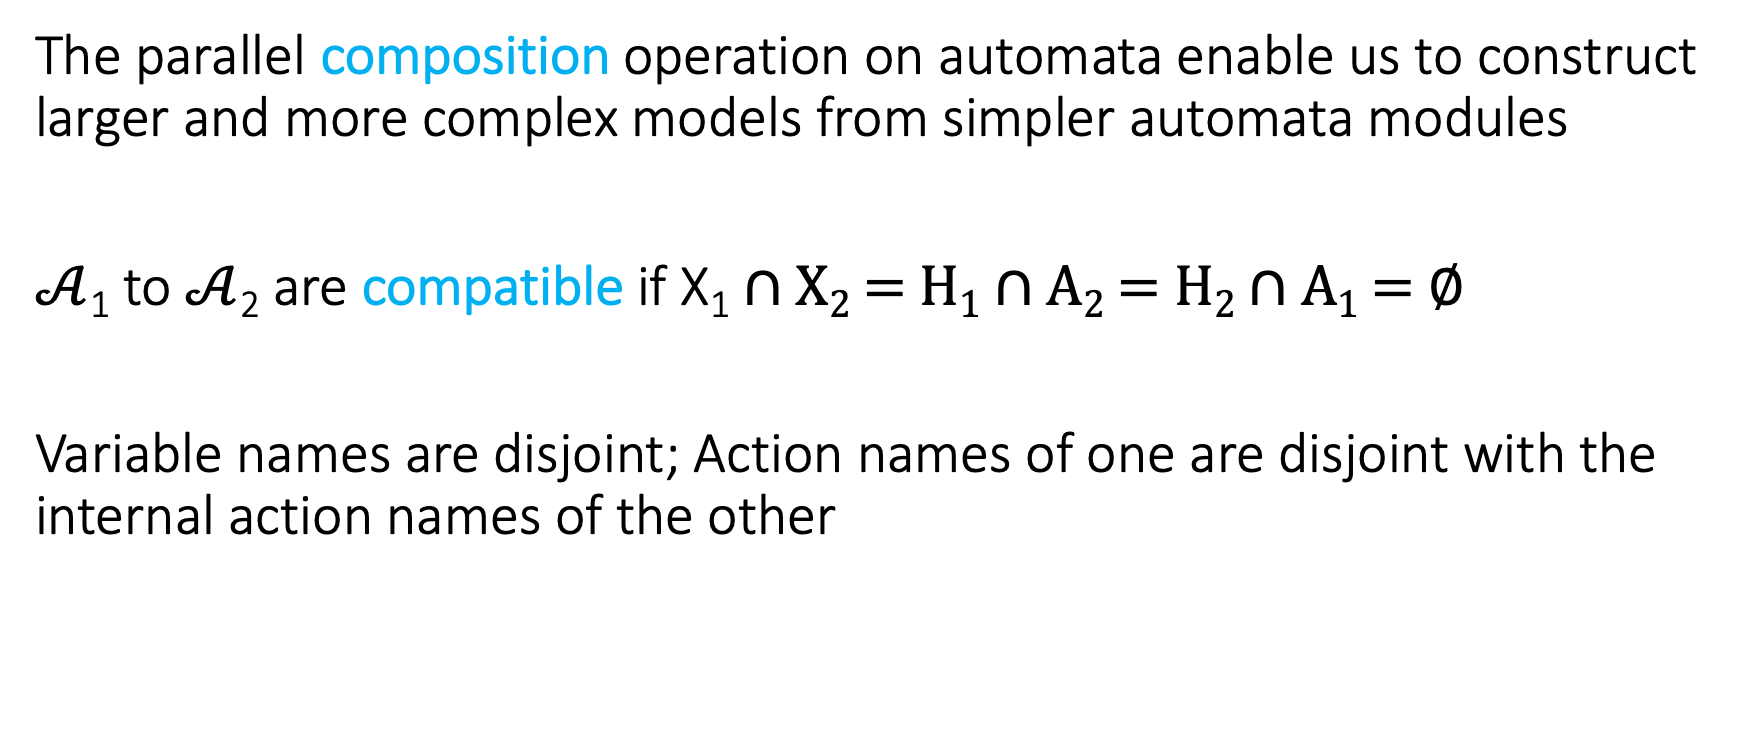 The parallel composition operation on automata enable us to construct
larger and more complex models from simpler automata modules
𝓐₁ to 𝓐₂ are compatible if X₁ ∩ X₂ = H₁ ∩ A₂ = H₂ ∩ A₁ = ∅
Variable names are disjoint; Action names of one are disjoint with the
internal action names of the other